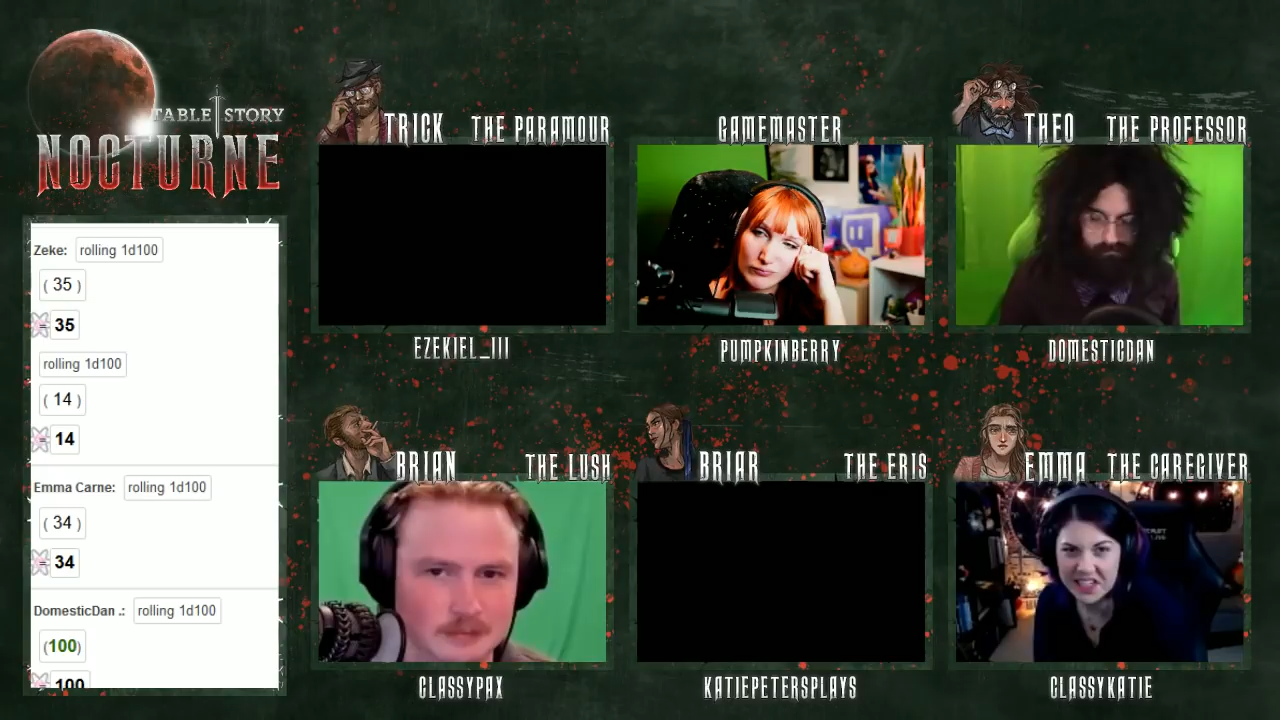 TABLE STORY
NOCTURNE
Zeke: rolling 1d100
( 35 )
= 35
rolling 1d100
( 14 )
= 14
Emma Carne: rolling 1d100
( 34 )
= 34
DomesticDan .: rolling 1d100
(100)
= 100
TRICK THE PARAMOUR
EZEKIEL_III
GAMEMASTER
PUMPKINBERRY
THEO THE PROFESSOR
DOMESTICDAN
BRIAN THE LUSH
CLASSYPAX
BRIAR THE ERIS
KATIEPETERSPLAYS
EMMA THE CAREGIVER
CLASSYKATIE